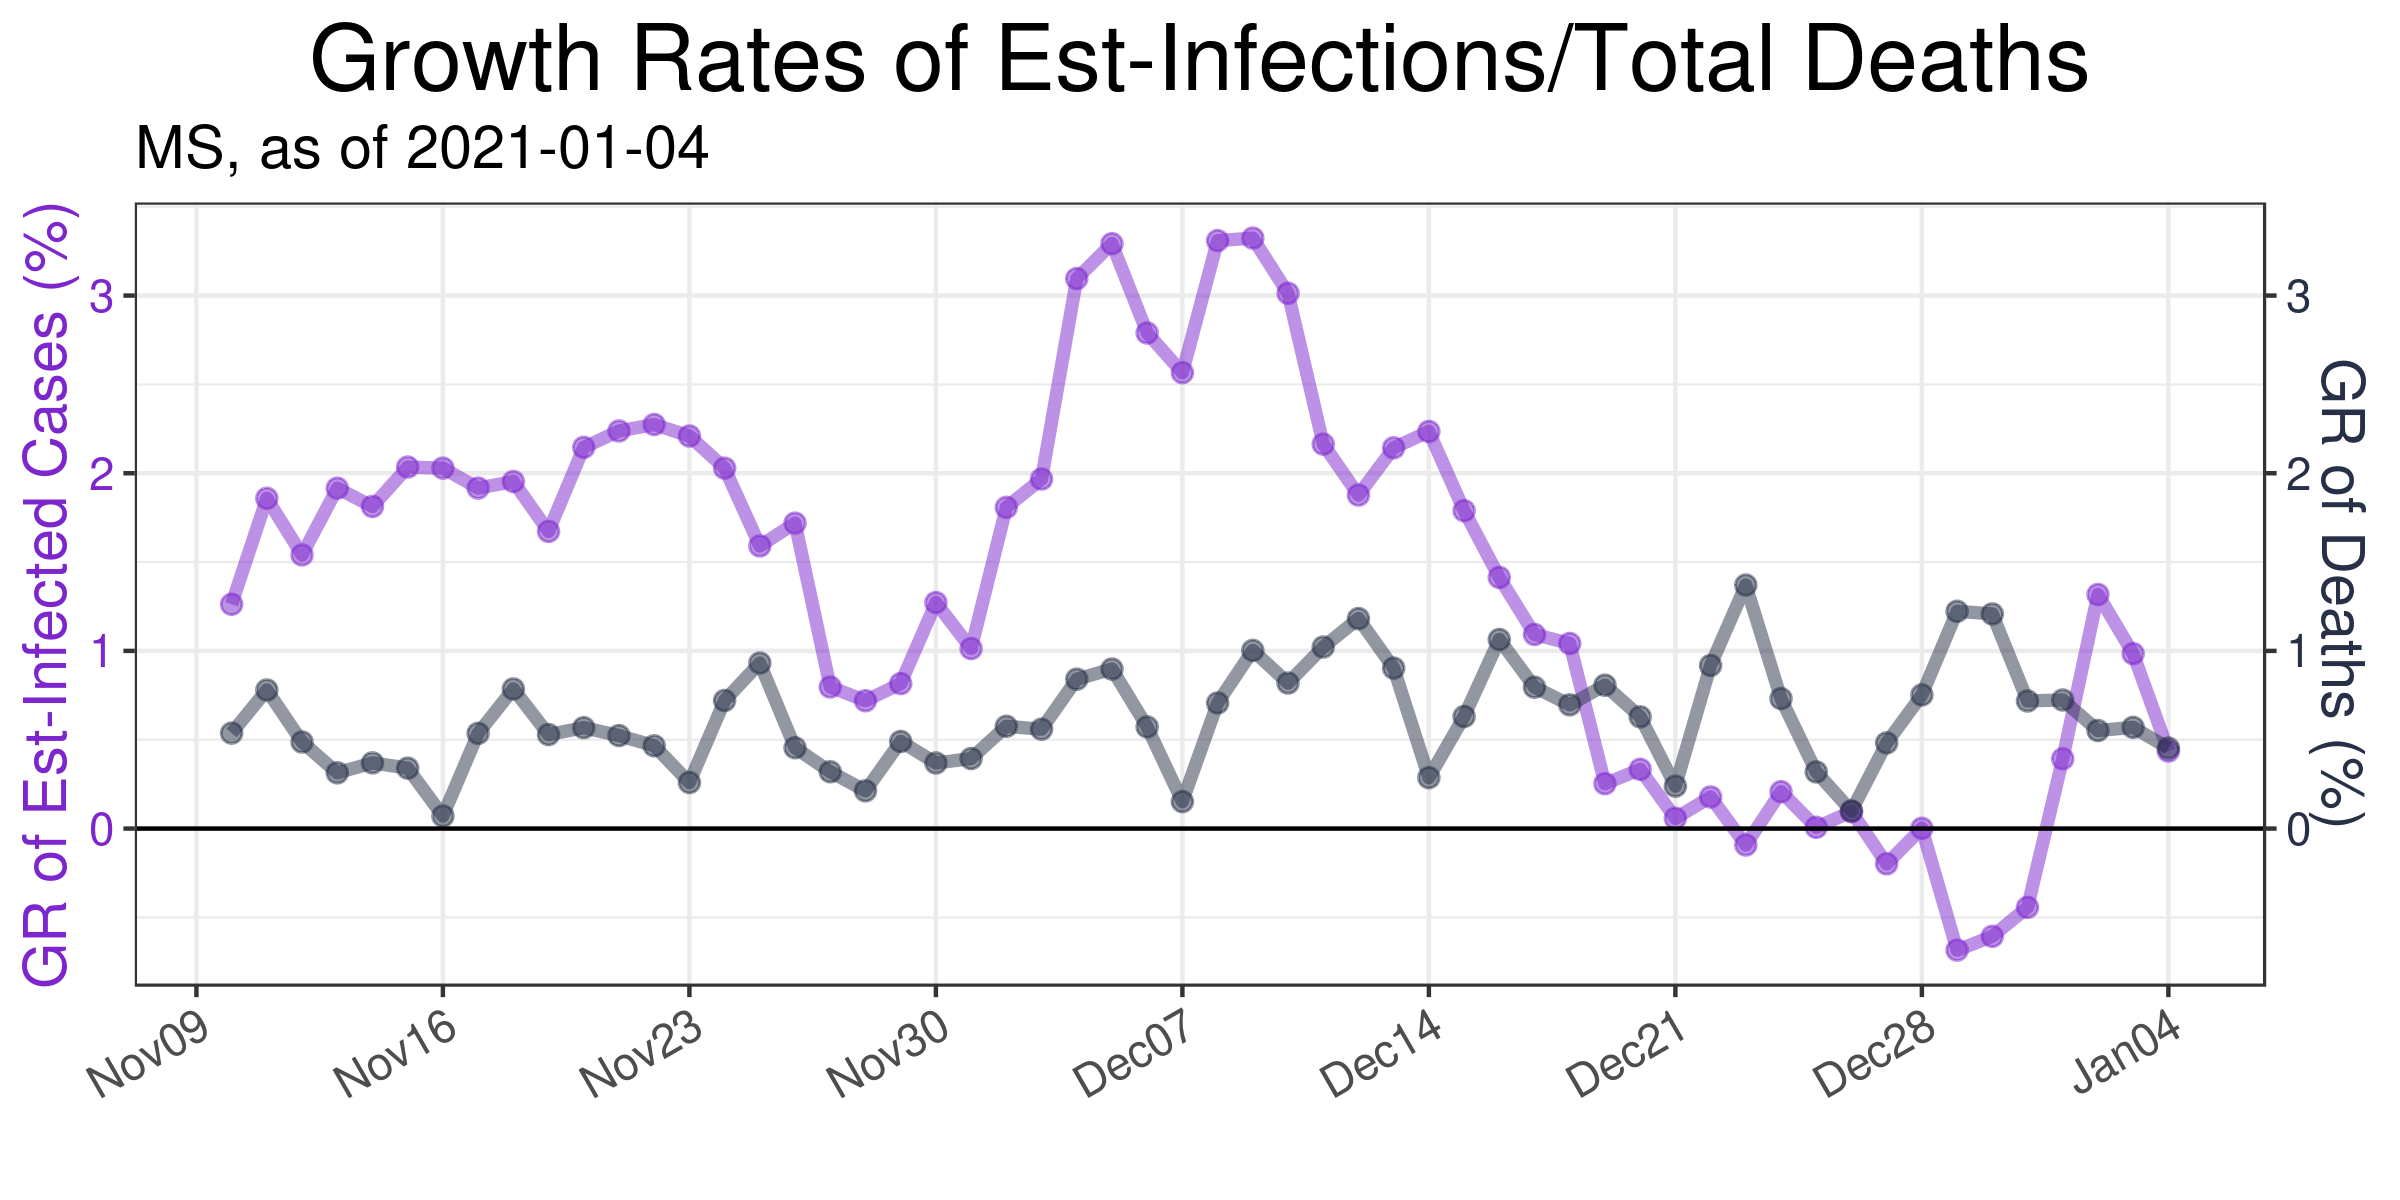 Growth Rates of Est-Infections/Total Deaths
MS, as of 2021-01-04
GR of Est-Infected Cases (%)
3
2
1
0
3
2
1
0
GR of Deaths (%)
Nov09
Nov16
Nov23
Nov30
Dec07
Dec14
Dec21
Dec28
Jan04